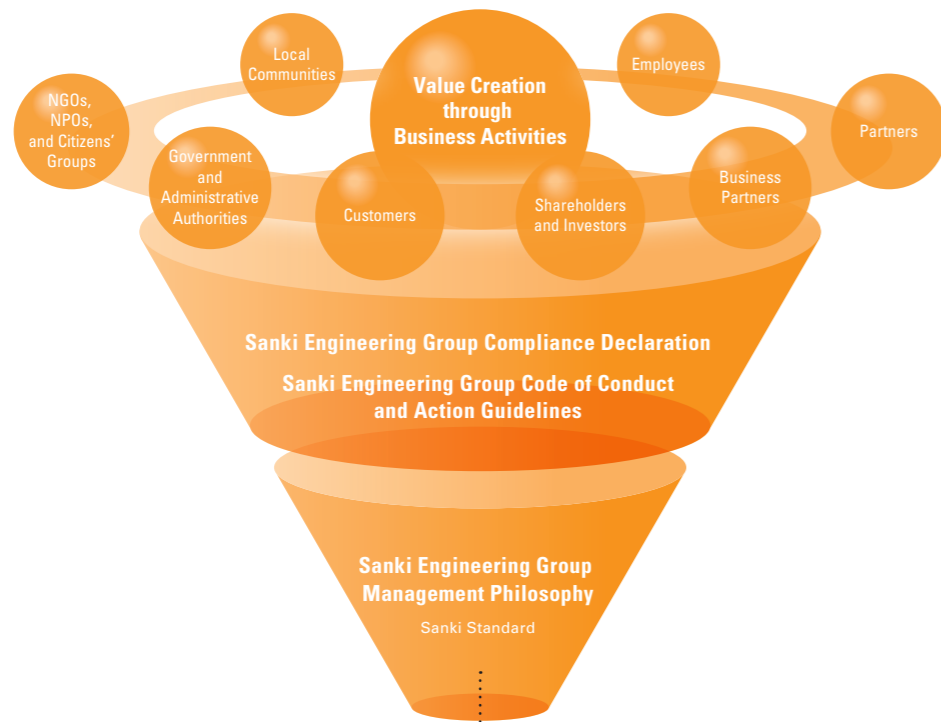 Local
Communities
Employees
Value Creation
through
Business Activities
NGOs,
NPOs,
and Citizens'
Groups
Partners
Government
and
Administrative
Authorities
Customers
Shareholders
and Investors
Business
Partners
Sanki Engineering Group Compliance Declaration
Sanki Engineering Group Code of Conduct
and Action Guidelines
Sanki Engineering Group
Management Philosophy
Sanki Standard